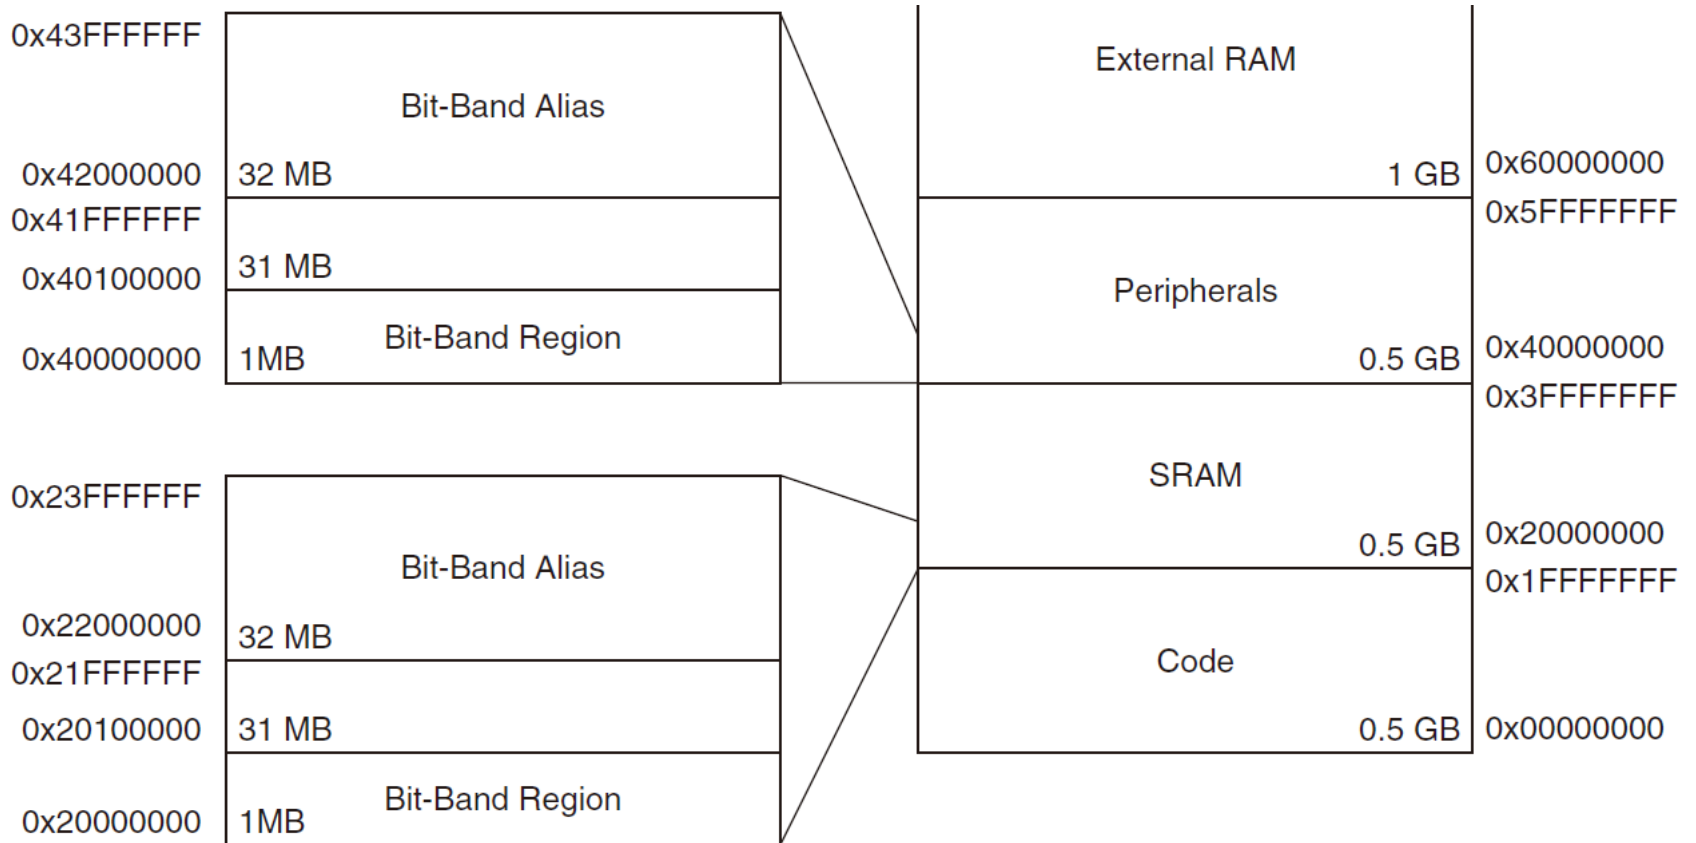 0x43FFFFFF
Bit-Band Alias
0x42000000
32 MB
0x41FFFFFF
31 MB
0x40100000
Bit-Band Region
0x40000000
1MB
0x23FFFFFF
Bit-Band Alias
0x22000000
32 MB
0x21FFFFFF
0x20100000
31 MB
Bit-Band Region
0x20000000
1MB
External RAM
1 GB
0x60000000
0x5FFFFFFF
Peripherals
0.5 GB
0x40000000
0x3FFFFFFF
SRAM
0.5 GB
0x20000000
0x1FFFFFFF
Code
0.5 GB
0x00000000